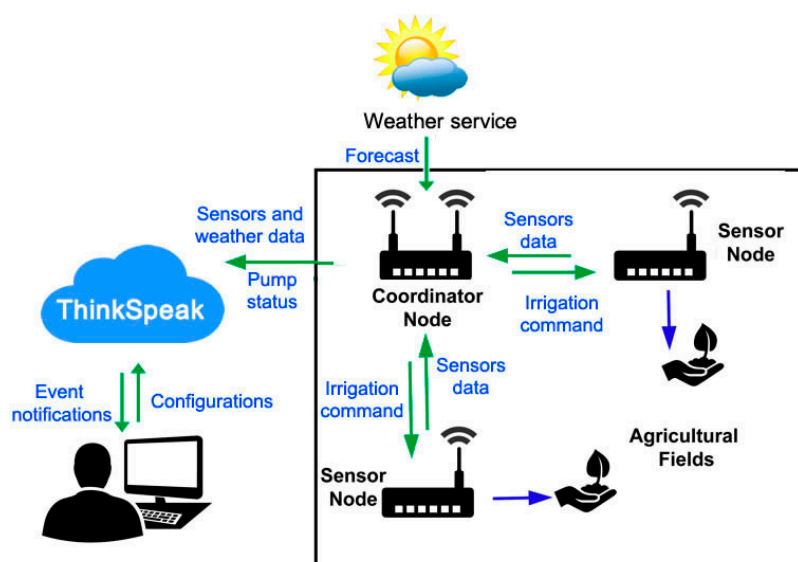 Weather service
Forecast
Sensors and
weather data
Pump
status
ThinkSpeak
Event
notifications
Configurations
Coordinator
Node
Sensors
data
Irrigation
command
Sensor
Node
Irrigation
command
Sensors
data
Sensor
Node
Agricultural
Fields